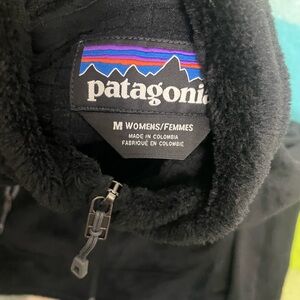 patagonia
M WOMENS/FEMMES
MADE IN COLOMBIA
FABRIQUÉ EN COLOMBIE